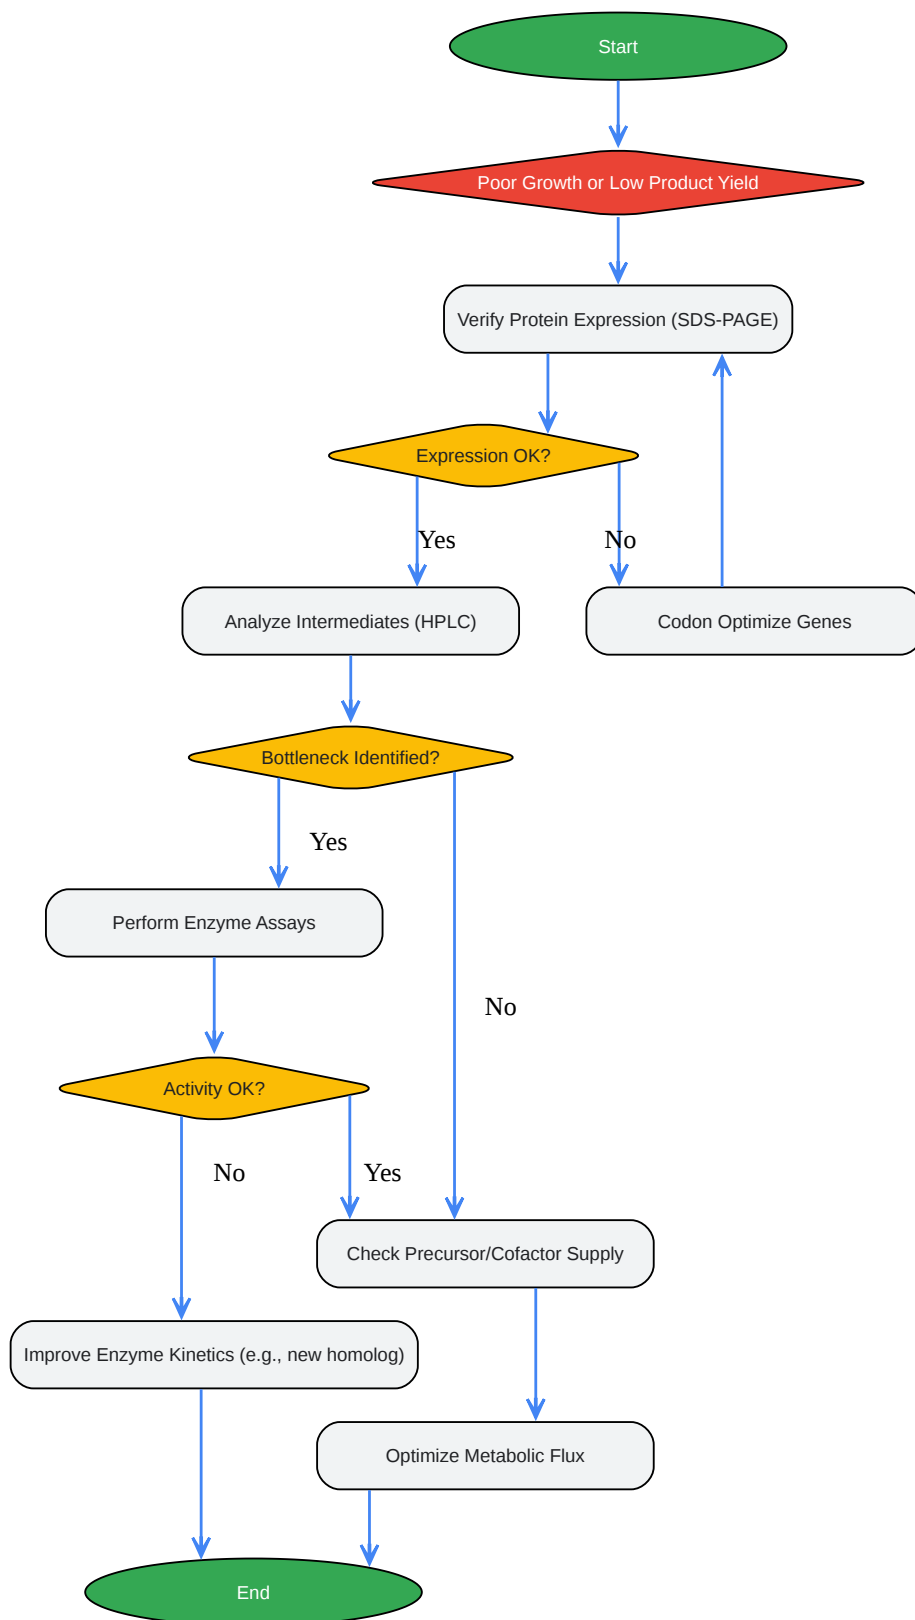 Start
Poor Growth or Low Product Yield
Verify Protein Expression (SDS-PAGE)
Expression OK?
Yes
No
Analyze Intermediates (HPLC)
Codon Optimize Genes
Bottleneck Identified?
Yes
Perform Enzyme Assays
No
Activity OK?
No
Yes
Check Precursor/Cofactor Supply
Improve Enzyme Kinetics (e.g., new homolog)
Optimize Metabolic Flux
End